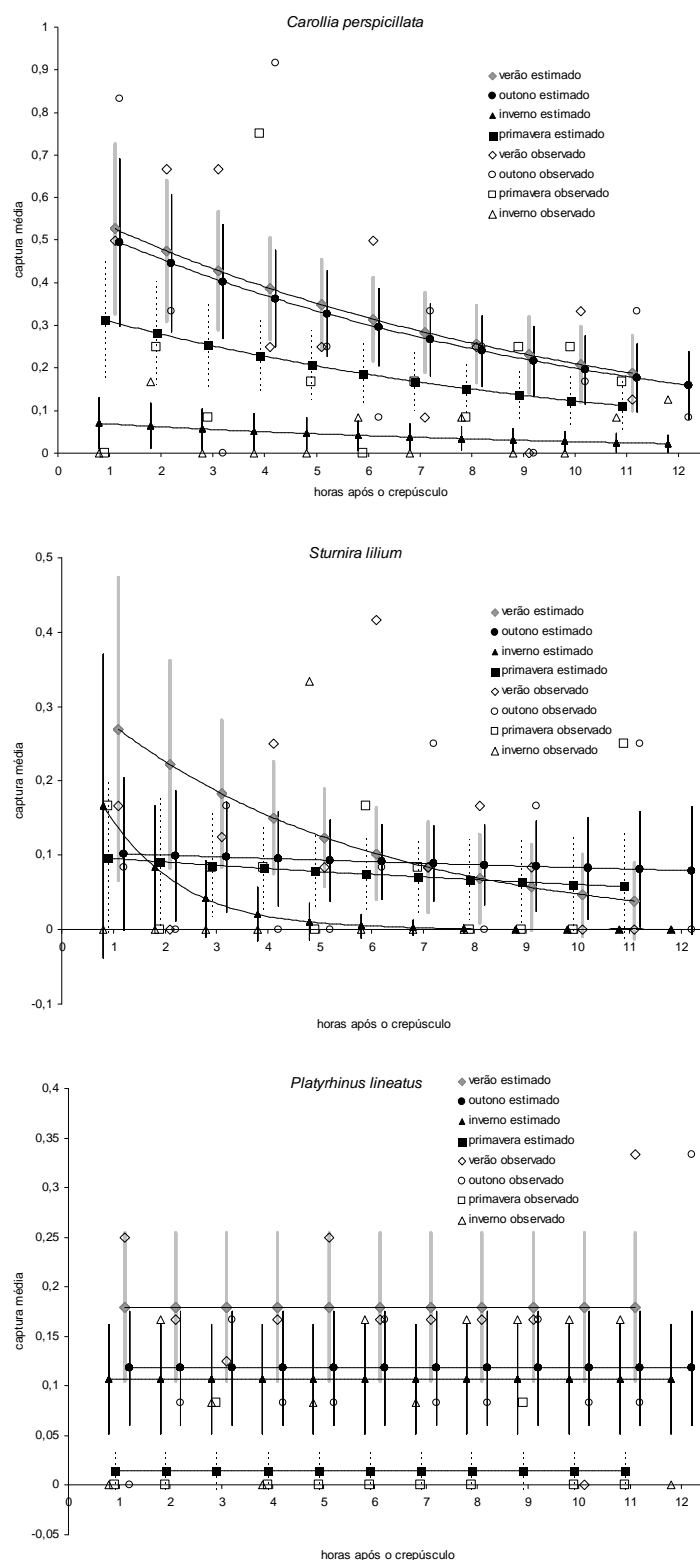 Carollia perspicillata
1
0,9
0,8
0,7
0,6
0,5
0,4
0,3
0,2
0,1
0
captura média
verão estimado
outono estimado
inverno estimado
primavera estimado
verão observado
outono observado
primavera observado
inverno observado
0 1 2 3 4 5 6 7 8 9 10 11 12
horas após o crepúsculo
Sturnira lilium
0,5
0,4
0,3
0,2
0,1
0
-0,1
captura média
verão estimado
outono estimado
inverno estimado
primavera estimado
verão observado
outono observado
primavera observado
inverno observado
0 1 2 3 4 5 6 7 8 9 10 11 12
horas após o crepúsculo
Platyrhinus lineatus
0,4
0,35
0,3
0,25
0,2
0,15
0,1
0,05
0
-0,05
captura média
verão estimado
outono estimado
inverno estimado
primavera estimado
verão observado
outono observado
primavera observado
inverno observado
0 1 2 3 4 5 6 7 8 9 10 11 12
horas após o crepúsculo